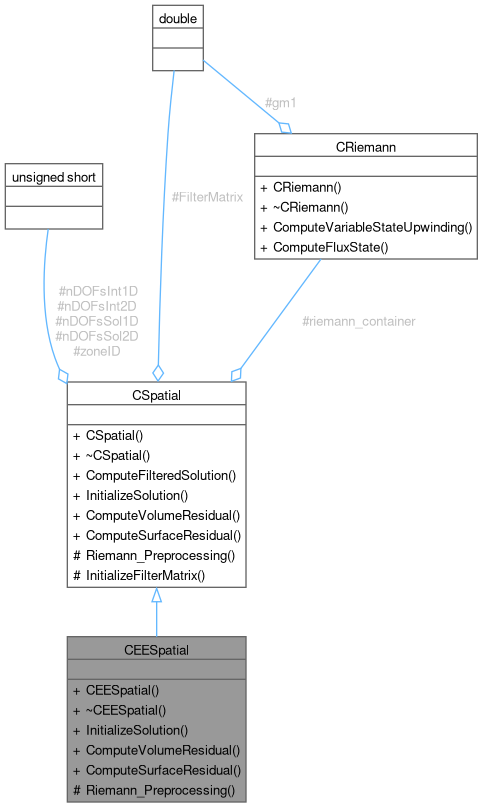 double
#gm1
CRiemann
+ CRiemann()
+ ~CRiemann()
+ ComputeVariableStateUpwinding()
+ ComputeFluxState()
unsigned short
#FilterMatrix
#nDOFsInt1D
#nDOFsInt2D
#nDOFsSol1D
#nDOFsSol2D
#zoneID
#riemann_container
CSpatial
+ CSpatial()
+ ~CSpatial()
+ ComputeFilteredSolution()
+ InitializeSolution()
+ ComputeVolumeResidual()
+ ComputeSurfaceResidual()
# Riemann_Preprocessing()
# InitializeFilterMatrix()
CEESpatial
+ CEESpatial()
+ ~CEESpatial()
+ InitializeSolution()
+ ComputeVolumeResidual()
+ ComputeSurfaceResidual()
# Riemann_Preprocessing()